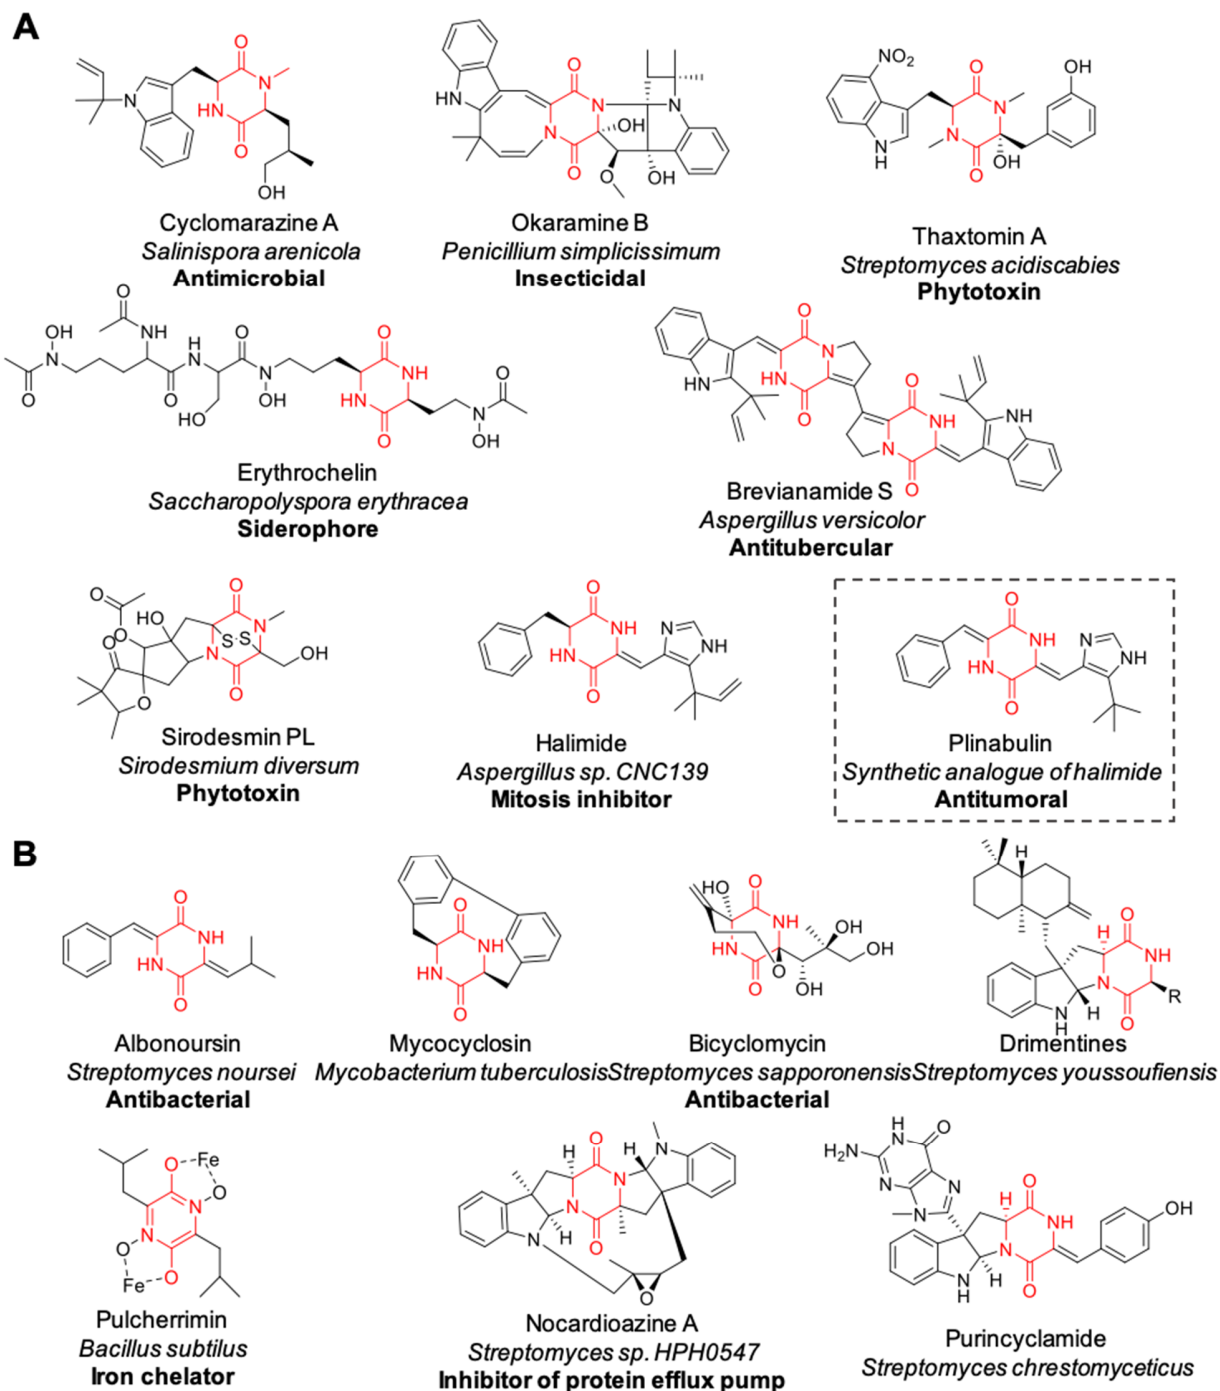 A
Cyclomarazine A
Salinispora arenicola
Antimicrobial
Okaramine B
Penicillium simplicissimum
Insecticidal
Thaxtomin A
Streptomyces acidiscabies
Phytotoxin
Erythrochelin
Saccharopolyspora erythracea
Siderophore
Brevianamide S
Aspergillus versicolor
Antitubercular
Sirodesmin PL
Sirodesmium diversum
Phytotoxin
Halimide
Aspergillus sp. CNC139
Mitosis inhibitor
Plinabulin
Synthetic analogue of halimide
Antitumoral
B
Albonoursin
Streptomyces noursei
Antibacterial
Mycocyclosin
Mycobacterium tuberculosis
Bicyclomycin
Streptomyces sapporonensis
Antibacterial
Drimentines
Streptomyces youssoufiensis
Pulcherrimin
Bacillus subtilus
Iron chelator
Nocardioazine A
Streptomyces sp. HPH0547
Inhibitor of protein efflux pump
Purincyclamide
Streptomyces chrestomyceticus